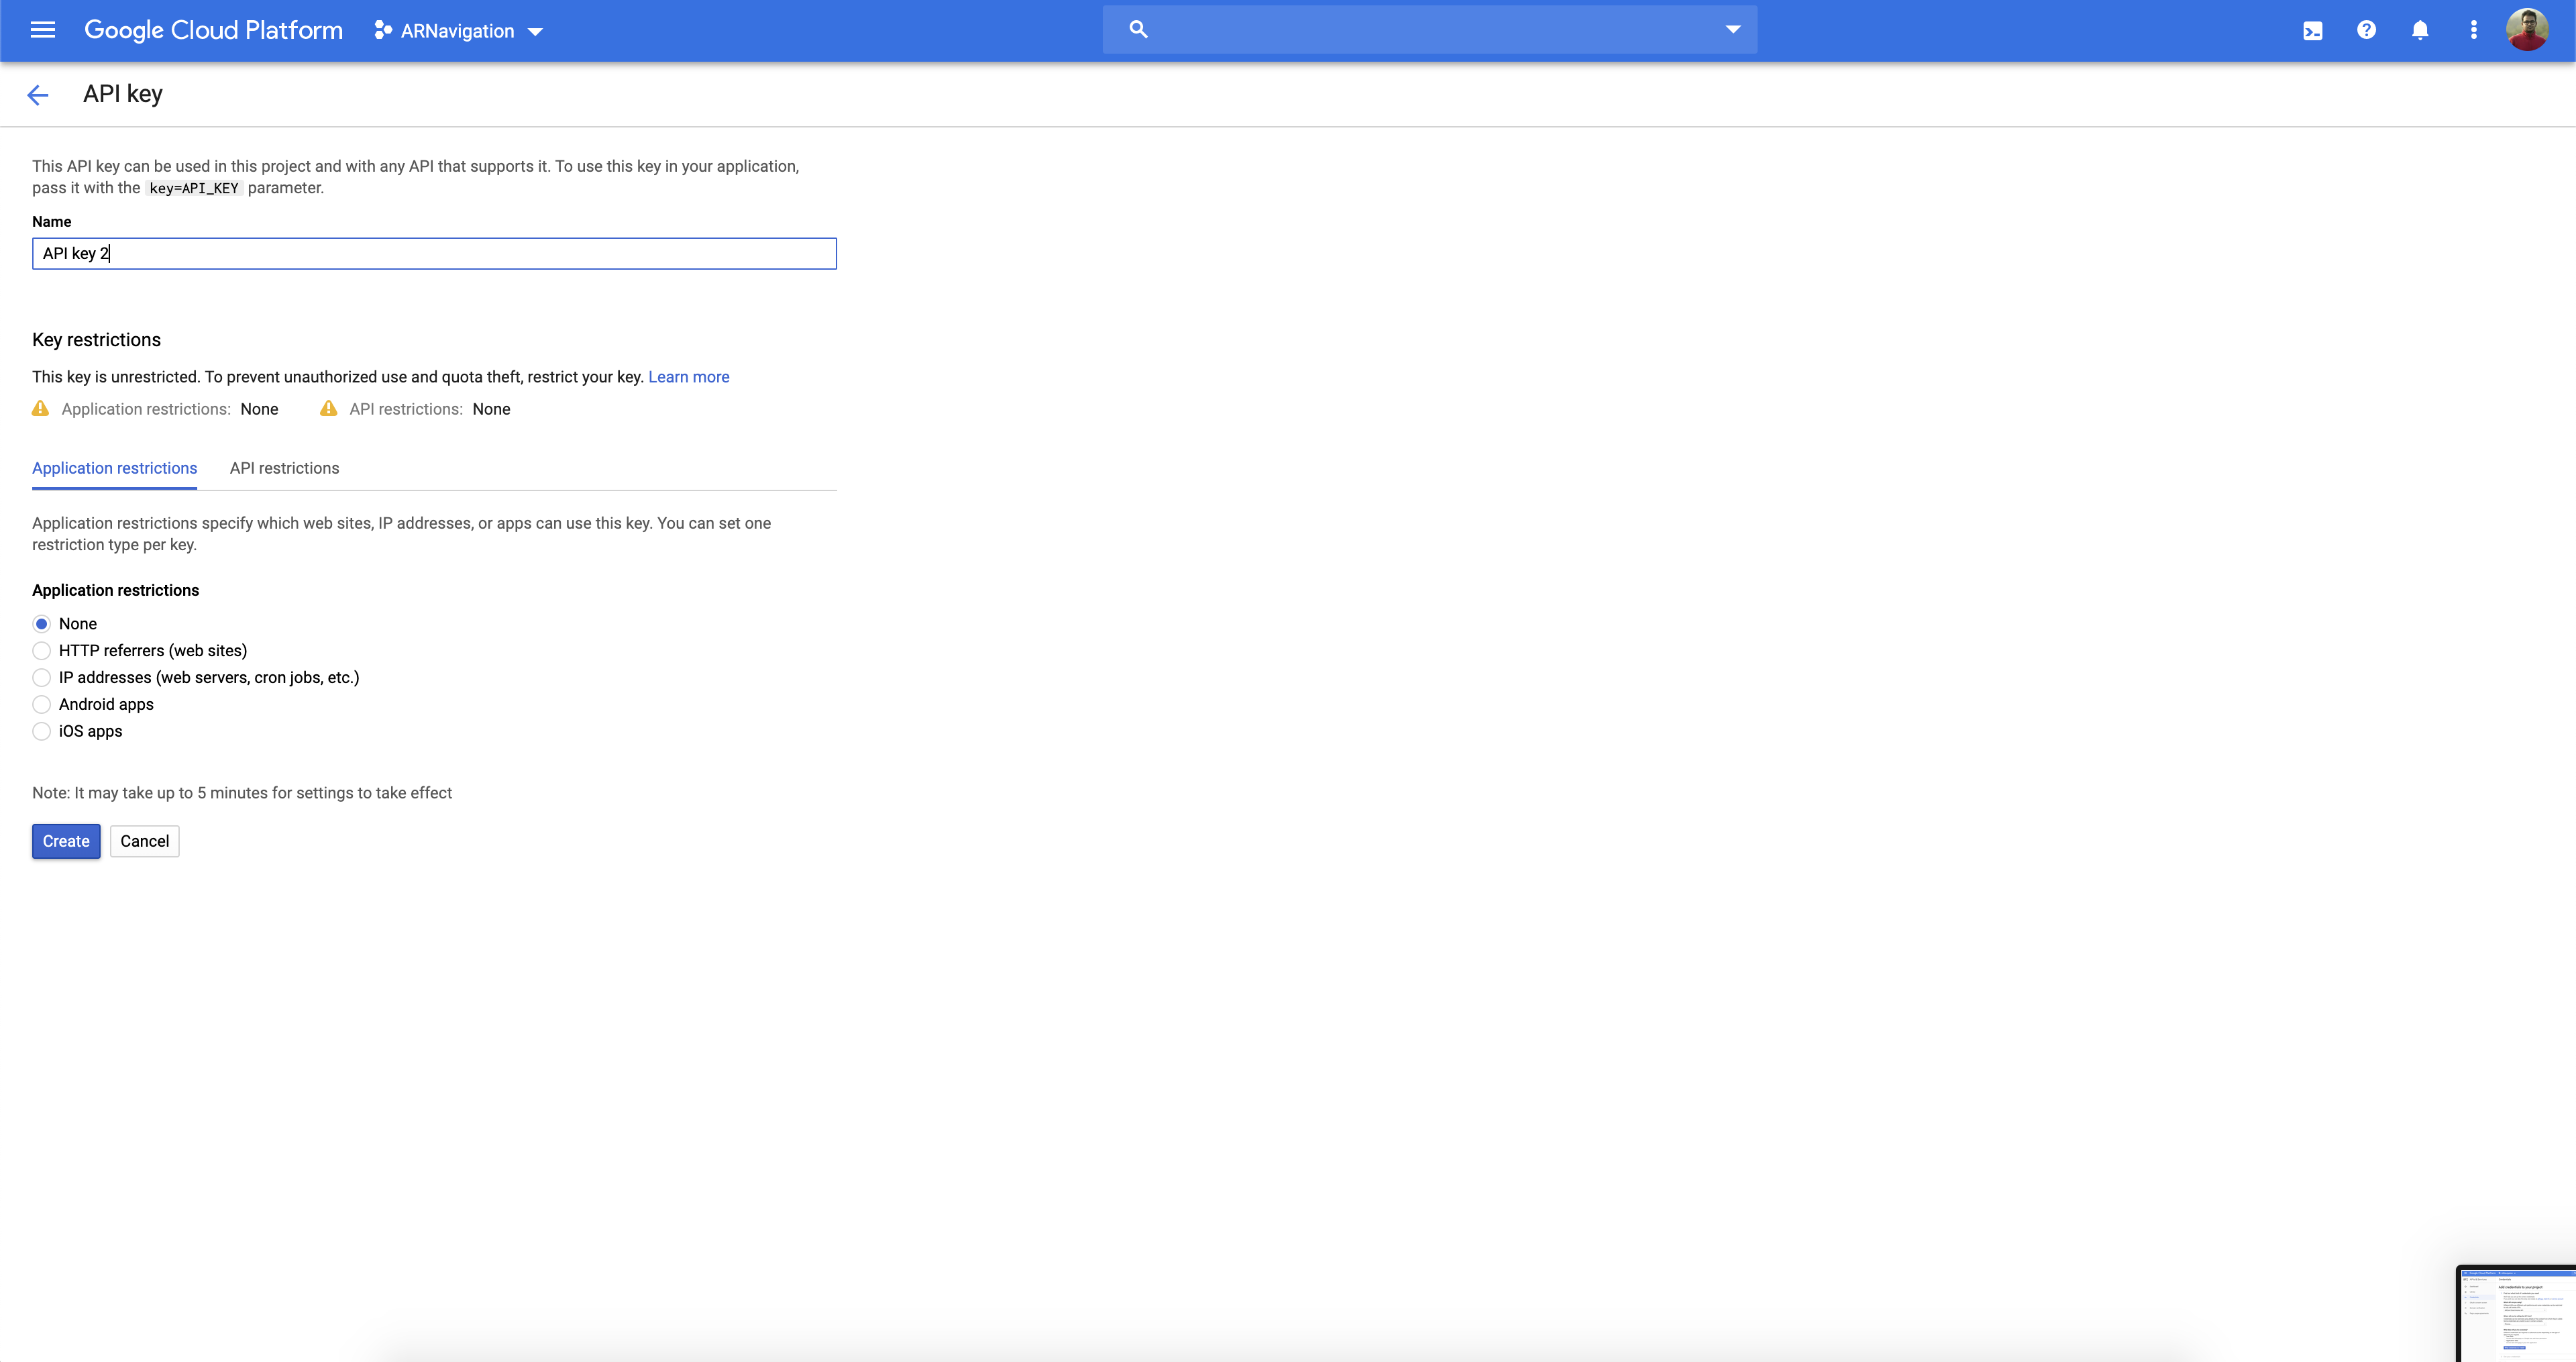 Google Cloud Platform ARNavigation
API key
This API key can be used in this project and with any API that supports it. To use this key in your application,
pass it with the key=API_KEY parameter.
Name
API key 2
Key restrictions
This key is unrestricted. To prevent unauthorized use and quota theft, restrict your key. Learn more
Application restrictions: None API restrictions: None
Application restrictions API restrictions
Application restrictions specify which web sites, IP addresses, or apps can use this key. You can set one
restriction type per key.
Application restrictions
None
HTTP referrers (web sites)
IP addresses (web servers, cron jobs, etc.)
Android apps
iOS apps
Note: It may take up to 5 minutes for settings to take effect
Create Cancel